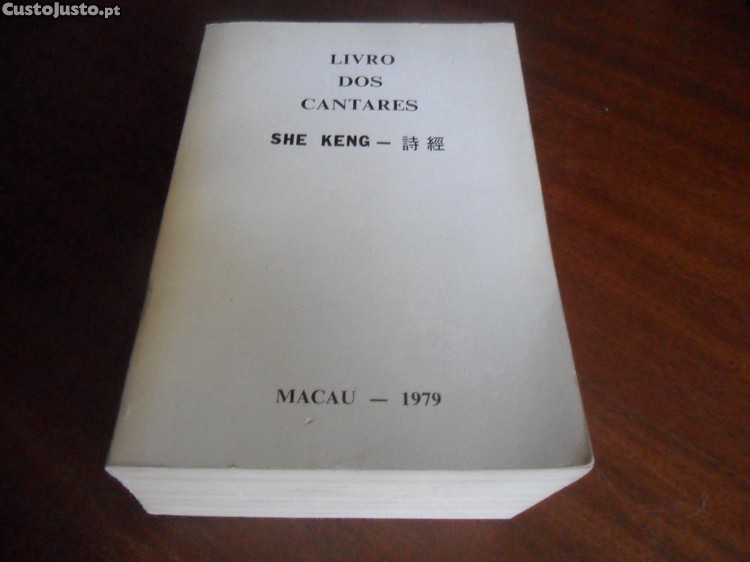 CustoJusto.pt
LIVRO
DOS
CANTARES
SHE KENG — 詩經
MACAU — 1979